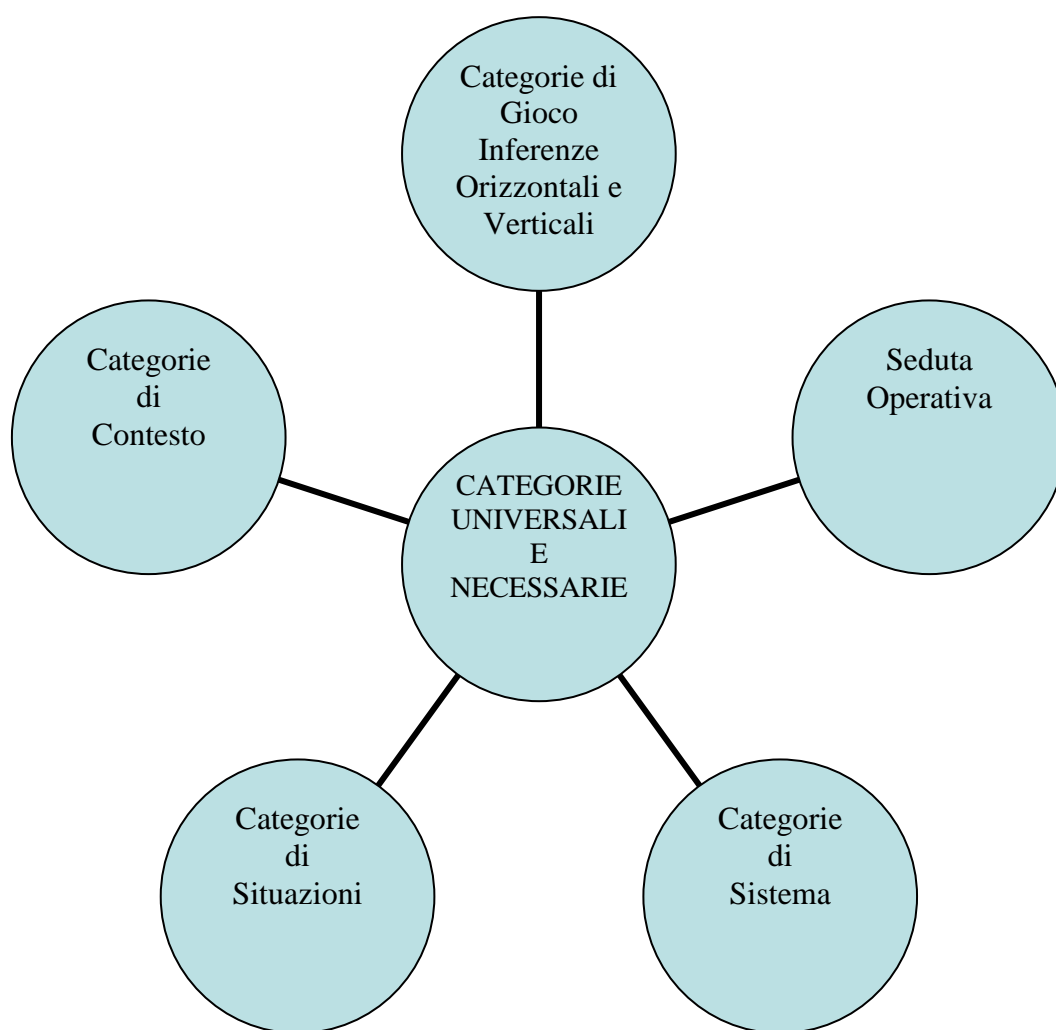 Categorie di
Gioco
Inferenze
Orizzontali e
Verticali
Categorie
di
Contesto
Seduta
Operativa
CATEGORIE
UNIVERSALI
E
NECESSARIE
Categorie
di
Situazioni
Categorie
di
Sistema